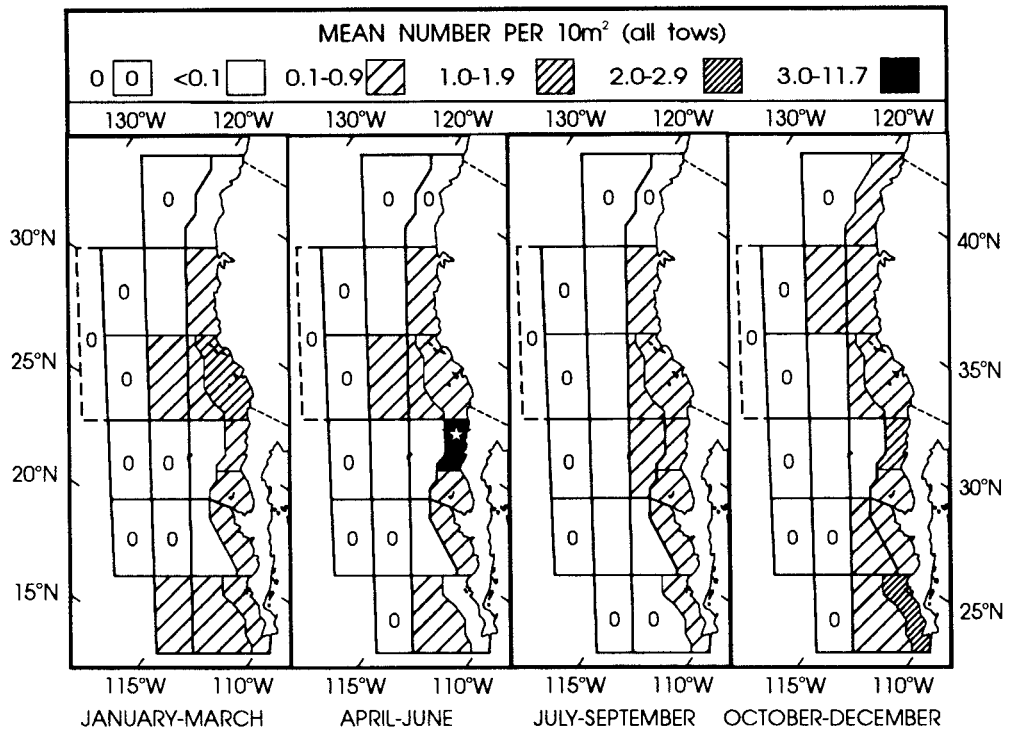 MEAN NUMBER PER 10m² (all tows)
0 0 <0.1 0.1-0.9 1.0-1.9 2.0-2.9 3.0-11.7
130°W 120°W 130°W 120°W 130°W 120°W 130°W 120°W
0 0 0 0 0 0
30°N 40°N
0 0 0 0
0 0 0 0
25°N 35°N
0 0 0 0
20°N 30°N
0 0 0 0 0
0 0 0 0 0 0 0
15°N 25°N
0 0 0 0
115°W 110°W 115°W 110°W 115°W 110°W 115°W 110°W
JANUARY-MARCH APRIL-JUNE JULY-SEPTEMBER OCTOBER-DECEMBER